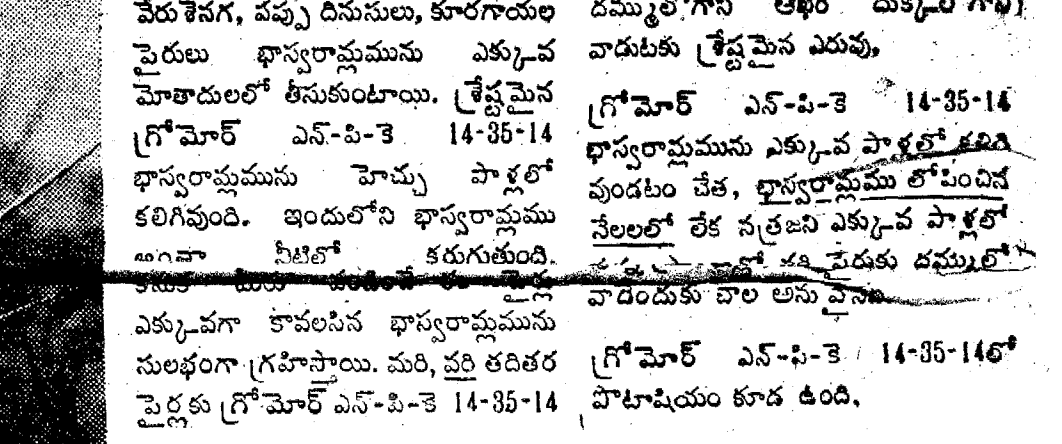 వేరుశెనగ, పప్పు దినుసులు, కూరగాయల
పైరులు భాస్వరామ్లమును ఎక్కువ
మోతాదులలో తీసుకుంటాయి. శ్రేష్టమైన
గ్రోమోర్ ఎన్-పి-కె 14-35-14
భాస్వరామ్లమును హెచ్చు పాళ్లలో
కలిగివుంది. ఇందులోని భాస్వరామ్లము
నీటిలో కరుగుతుంది.
పైర్లు
ఎక్కువగా కావలసిన భాస్వరామ్లమును
సులభంగా గ్రహిస్తాయి. మరి, వరి తదితర
పైర్లకు గ్రోమోర్ ఎన్-పి-కె 14-35-14
దమ్ములో గాని ఆఖరి దుక్కిలో గాని
వాడుటకు శ్రేష్టమైన ఎరువు.
గ్రోమోర్ ఎన్-పి-కె 14-35-14
భాస్వరామ్లమును ఎక్కువ పాళ్లలో కలిగి
వుండటం చేత, భాస్వరామ్లము లోపించిన
నేలలలో లేక నత్రజని ఎక్కువ పాళ్లలో
పైరుకు దమ్ములో
వాడేందుకు చాల అనువైనది.
గ్రోమోర్ ఎన్-పి-కె 14-35-14లో
పొటాషియం కూడ ఉంది.